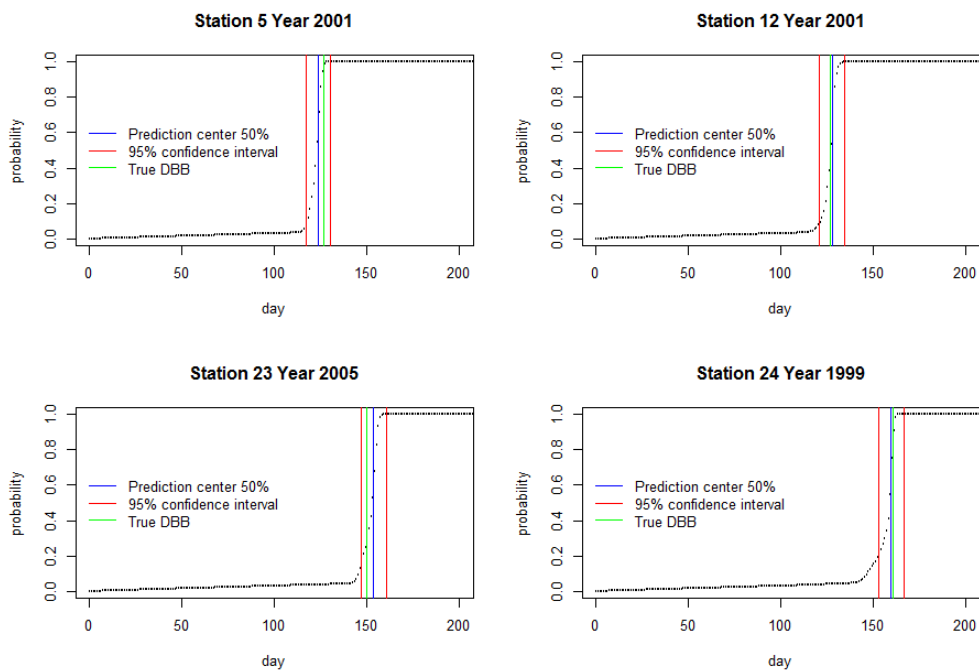 Station 5 Year 2001
probability
0.0 0.2 0.4 0.6 0.8 1.0
Prediction center 50%
95% confidence interval
True DBB
0 50 100 150 200
day
Station 12 Year 2001
probability
0.0 0.2 0.4 0.6 0.8 1.0
Prediction center 50%
95% confidence interval
True DBB
0 50 100 150 200
day
Station 23 Year 2005
probability
0.0 0.2 0.4 0.6 0.8 1.0
Prediction center 50%
95% confidence interval
True DBB
0 50 100 150 200
day
Station 24 Year 1999
probability
0.0 0.2 0.4 0.6 0.8 1.0
Prediction center 50%
95% confidence interval
True DBB
0 50 100 150 200
day